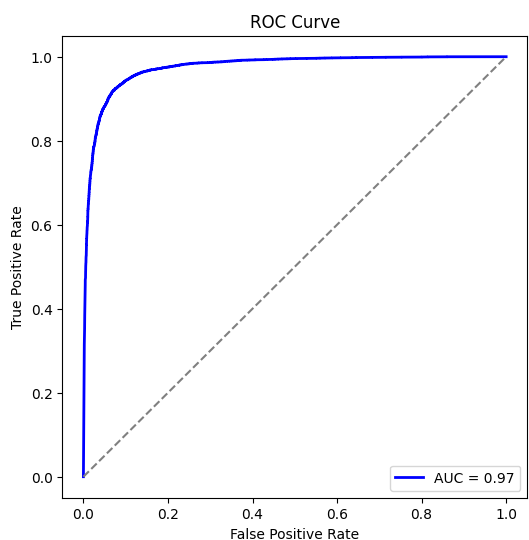 ROC Curve
True Positive Rate
1.0
0.8
0.6
0.4
0.2
0.0
AUC = 0.97
0.0 0.2 0.4 0.6 0.8 1.0
False Positive Rate